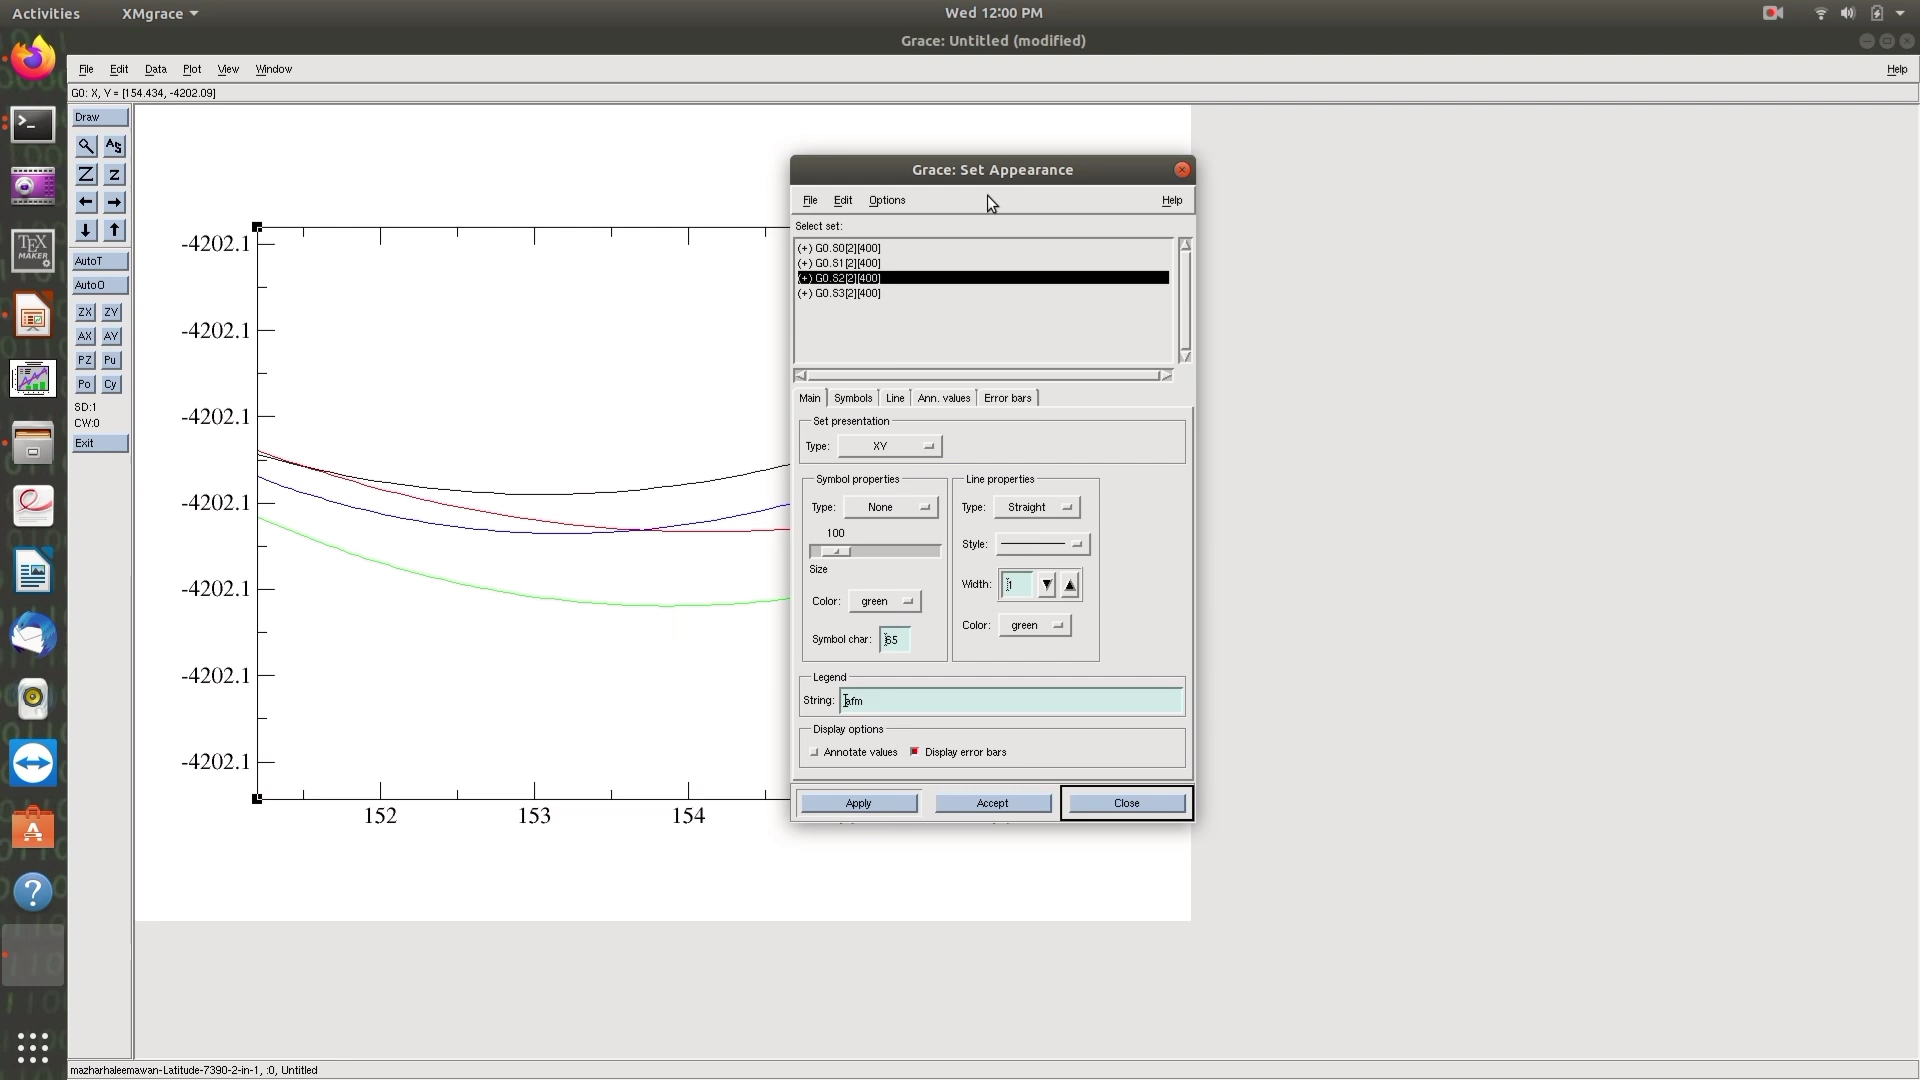 Activities
XMgrace
Wed 12:00 PM
Grace: Untitled (modified)
File Edit Data Plot View Window Help
G0: X, Y = [154.434, -4202.09]
Draw
AS
Z z
AutoT
AutoO
ZX ZY
AX AY
PZ Pu
Po Cy
SD:1
CW:0
Exit
TEX
MAKER
-4202.1
-4202.1
-4202.1
-4202.1
-4202.1
-4202.1
-4202.1
152 153 154
Grace: Set Appearance
File Edit Options Help
Select set:
(+) G0.S0[2][400]
(+) G0.S1[2][400]
(+) G0.S2[2][400]
(+) G0.S3[2][400]
Main Symbols Line Ann. values Error bars
Set presentation
Type: XY
Symbol properties
Type: None
100
Size
Color: green
Symbol char: 65
Line properties
Type: Straight
Style:
Width: 1
Color: green
Legend
String: afm
Display options
Annotate values Display error bars
Apply Accept Close
mazharhaleemawan-Latitude-7390-2-in-1, :0, Untitled